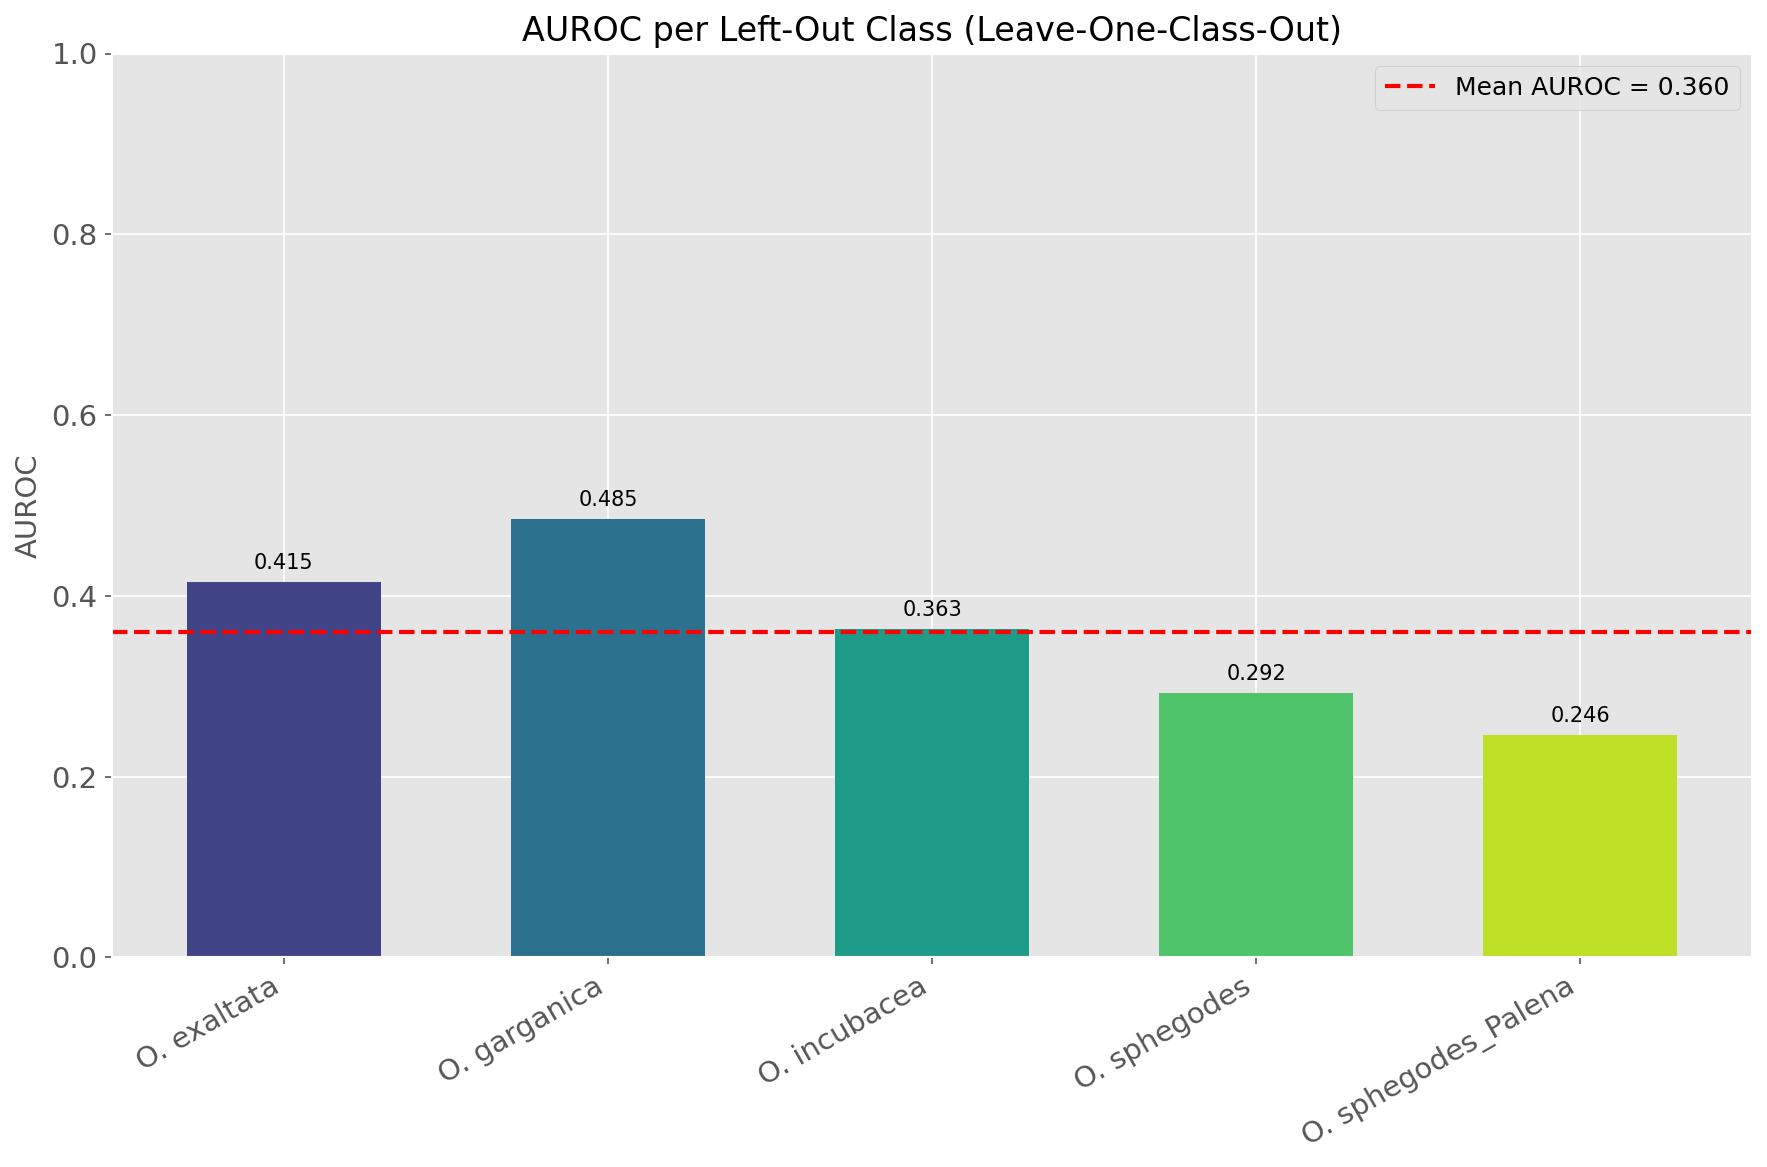 AUROC per Left-Out Class (Leave-One-Class-Out)
Mean AUROC = 0.360
1.0
0.8
0.6
0.4
0.2
0.0
AUROC
0.415
0.485
0.363
0.292
0.246
O. exaltata
O. garganica
O. incubacea
O. sphegodes
O. sphegodes_Palena